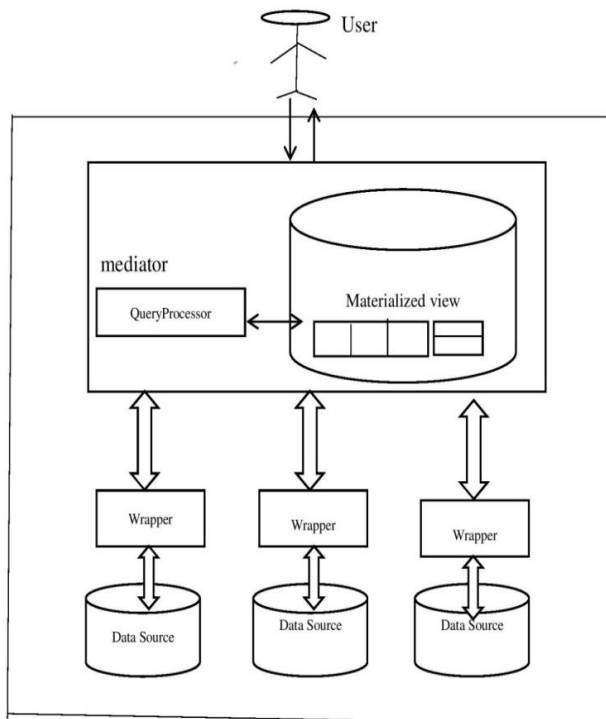 User
mediator
QueryProcessor
Materialized view
Wrapper
Wrapper
Wrapper
Data Source
Data Source
Data Source